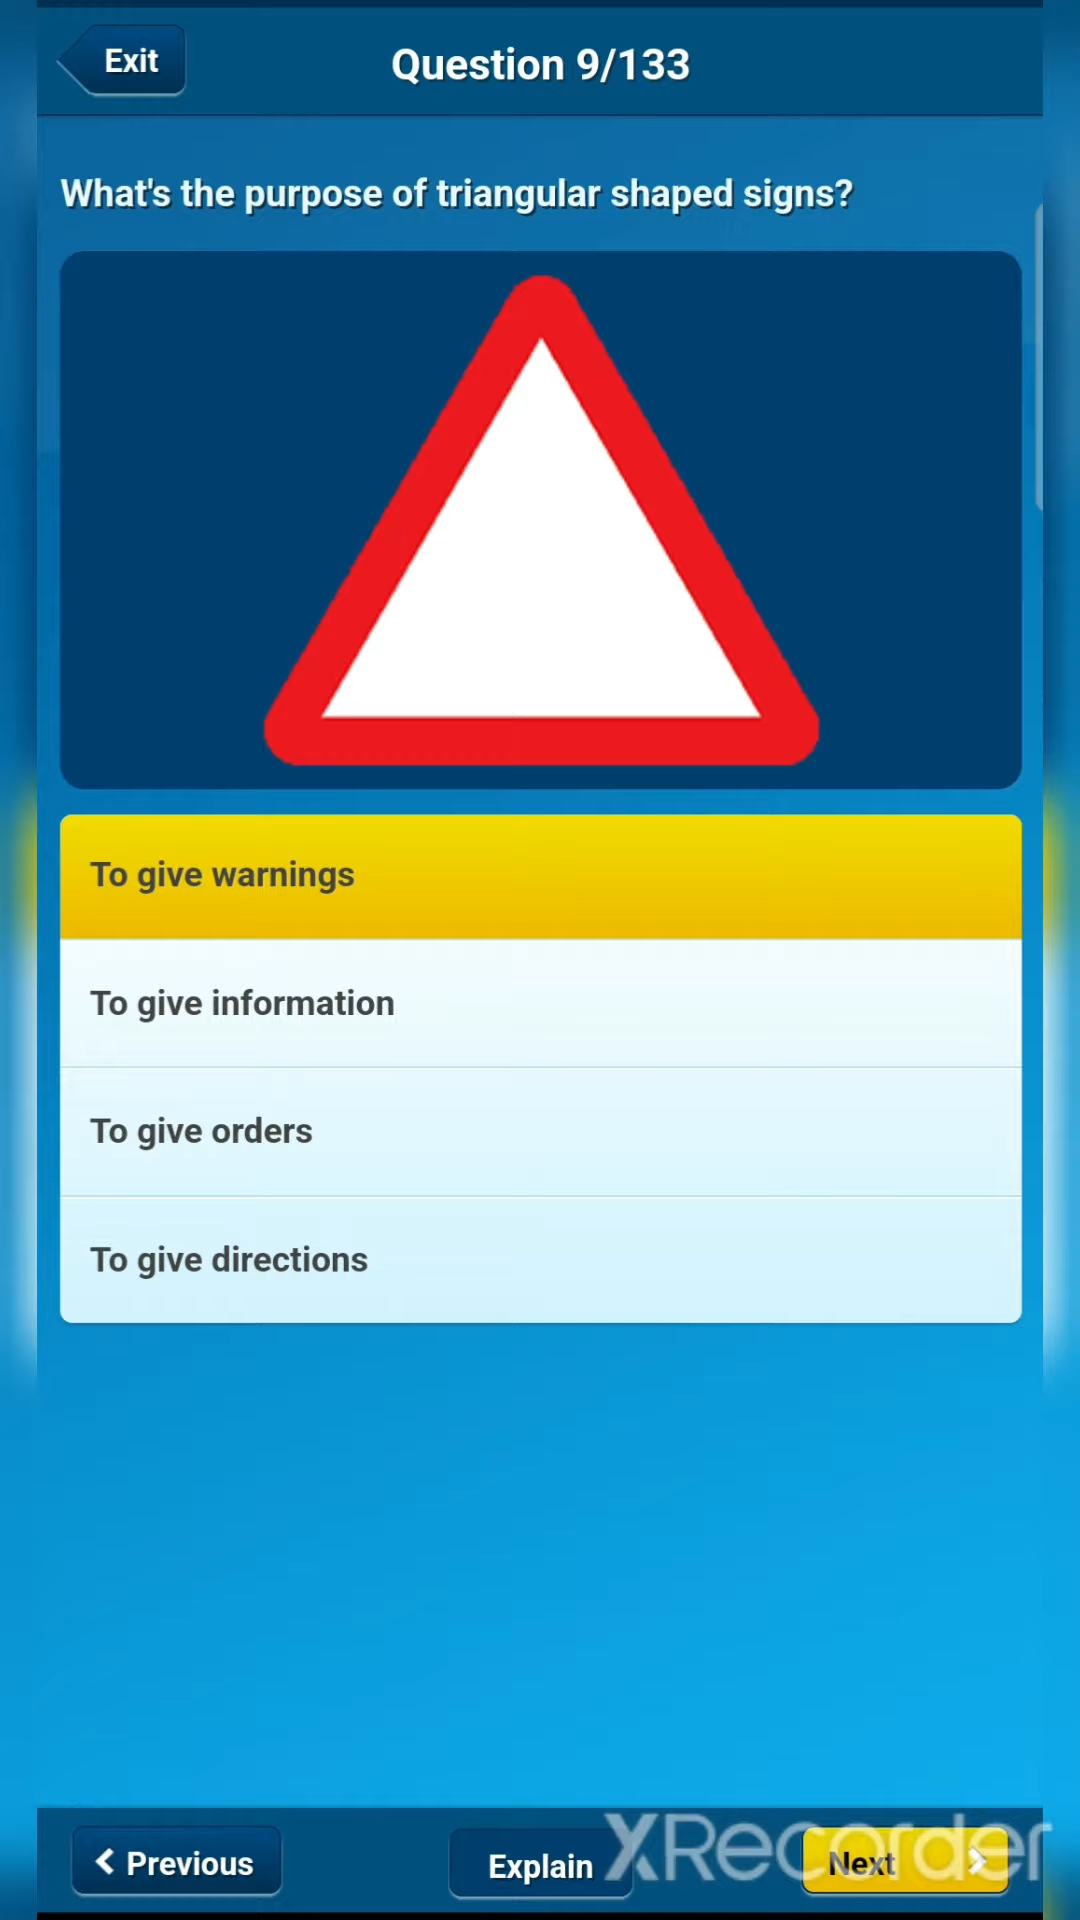 Exit
Question 9/133
What's the purpose of triangular shaped signs?
To give warnings
To give information
To give orders
To give directions
Previous
Explain
Next
XRecorder